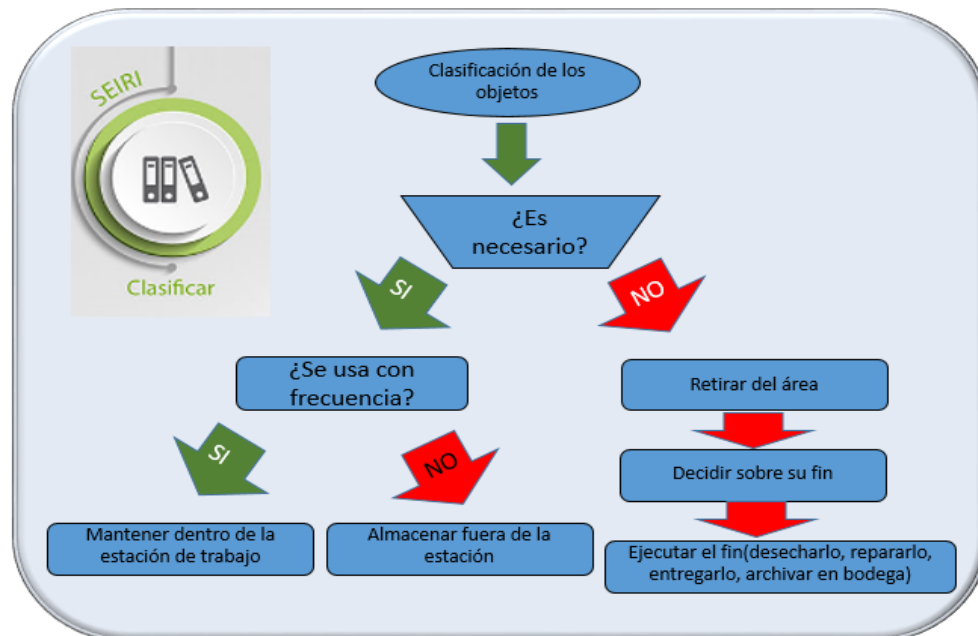 SEIRI
Clasificar
Clasificación de los
objetos
¿Es
necesario?
SI
NO
¿Se usa con
frecuencia?
Retirar del área
SI
NO
Decidir sobre su fin
Mantener dentro de la
estación de trabajo
Almacenar fuera de la
estación
Ejecutar el fin(desecharlo, repararlo,
entregarlo, archivar en bodega)